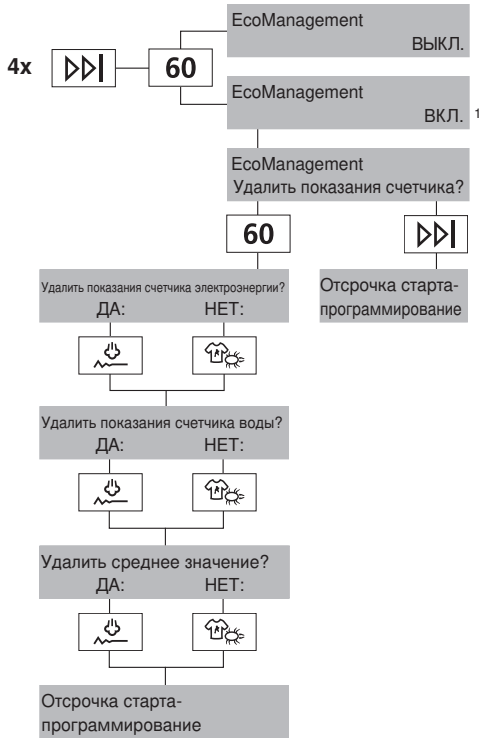 EcoManagement
ВЫКЛ.
4x
60
EcoManagement
ВКЛ. 1
EcoManagement
Удалить показания счетчика?
60
Удалить показания счетчика электроэнергии?
ДА: НЕТ:
Отсрочка старта-
программирование
Удалить показания счетчика воды?
ДА: НЕТ:
Удалить среднее значение?
ДА: НЕТ:
Отсрочка старта-
программирование